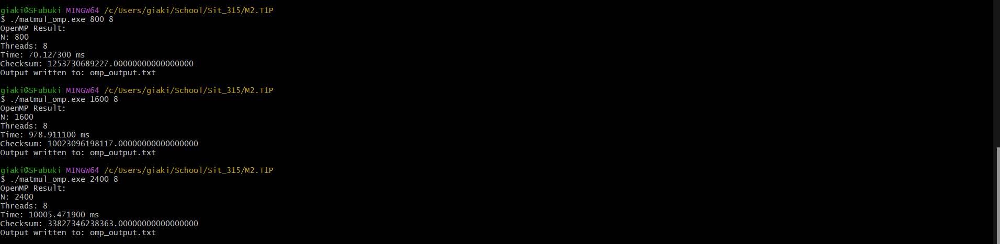 giaki@SFubuki MINGW64 /c/Users/giaki/School/Sit_315/M2.T1P
$ ./matmul_omp.exe 800 8
OpenMP Result:
N: 800
Threads: 8
Time: 70.127300 ms
Checksum: 1253730689227.00000000000000000
Output written to: omp_output.txt
giaki@SFubuki MINGW64 /c/Users/giaki/School/Sit_315/M2.T1P
$ ./matmul_omp.exe 1600 8
OpenMP Result:
N: 1600
Threads: 8
Time: 978.911100 ms
Checksum: 10023096198117.00000000000000000
Output written to: omp_output.txt
giaki@SFubuki MINGW64 /c/Users/giaki/School/Sit_315/M2.T1P
$ ./matmul_omp.exe 2400 8
OpenMP Result:
N: 2400
Threads: 8
Time: 10005.471900 ms
Checksum: 33827346238363.00000000000000000
Output written to: omp_output.txt